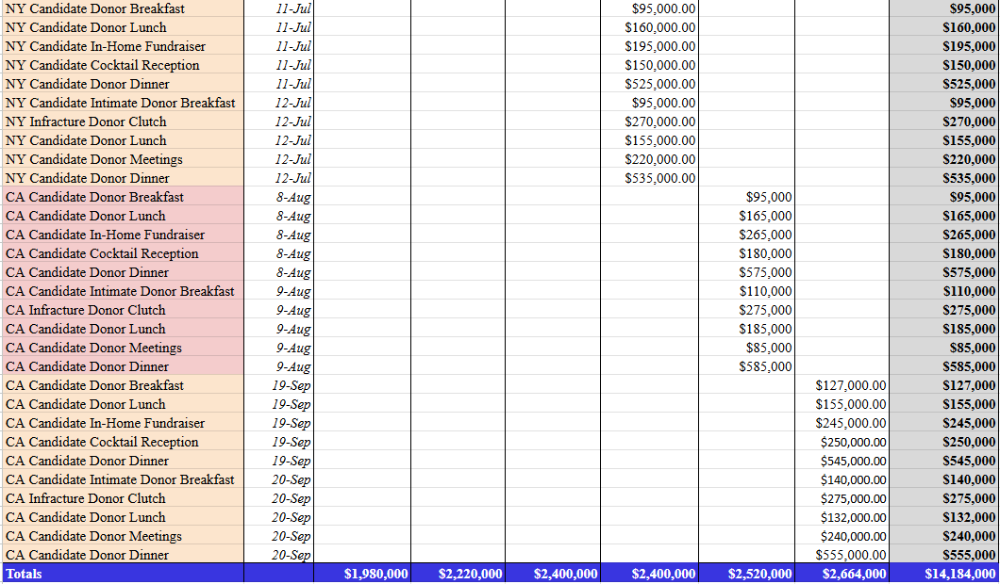 NY Candidate Donor Breakfast 11-Jul $95,000.00 $95,000
NY Candidate Donor Lunch 11-Jul $160,000.00 $160,000
NY Candidate In-Home Fundraiser 11-Jul $195,000.00 $195,000
NY Candidate Cocktail Reception 11-Jul $150,000.00 $150,000
NY Candidate Donor Dinner 11-Jul $525,000.00 $525,000
NY Candidate Intimate Donor Breakfast 12-Jul $95,000.00 $95,000
NY Infracture Donor Clutch 12-Jul $270,000.00 $270,000
NY Candidate Donor Lunch 12-Jul $155,000.00 $155,000
NY Candidate Donor Meetings 12-Jul $220,000.00 $220,000
NY Candidate Donor Dinner 12-Jul $535,000.00 $535,000
CA Candidate Donor Breakfast 8-Aug $95,000 $95,000
CA Candidate Donor Lunch 8-Aug $165,000 $165,000
CA Candidate In-Home Fundraiser 8-Aug $265,000 $265,000
CA Candidate Cocktail Reception 8-Aug $180,000 $180,000
CA Candidate Donor Dinner 8-Aug $575,000 $575,000
CA Candidate Intimate Donor Breakfast 9-Aug $110,000 $110,000
CA Infracture Donor Clutch 9-Aug $275,000 $275,000
CA Candidate Donor Lunch 9-Aug $185,000 $185,000
CA Candidate Donor Meetings 9-Aug $85,000 $85,000
CA Candidate Donor Dinner 9-Aug $585,000 $585,000
CA Candidate Donor Breakfast 19-Sep $127,000.00 $127,000
CA Candidate Donor Lunch 19-Sep $155,000.00 $155,000
CA Candidate In-Home Fundraiser 19-Sep $245,000.00 $245,000
CA Candidate Cocktail Reception 19-Sep $250,000.00 $250,000
CA Candidate Donor Dinner 19-Sep $545,000.00 $545,000
CA Candidate Intimate Donor Breakfast 20-Sep $140,000.00 $140,000
CA Infracture Donor Clutch 20-Sep $275,000.00 $275,000
CA Candidate Donor Lunch 20-Sep $132,000.00 $132,000
CA Candidate Donor Meetings 20-Sep $240,000.00 $240,000
CA Candidate Donor Dinner 20-Sep $555,000.00 $555,000
Totals $1,980,000 $2,220,000 $2,400,000 $2,400,000 $2,520,000 $2,664,000 $14,184,000